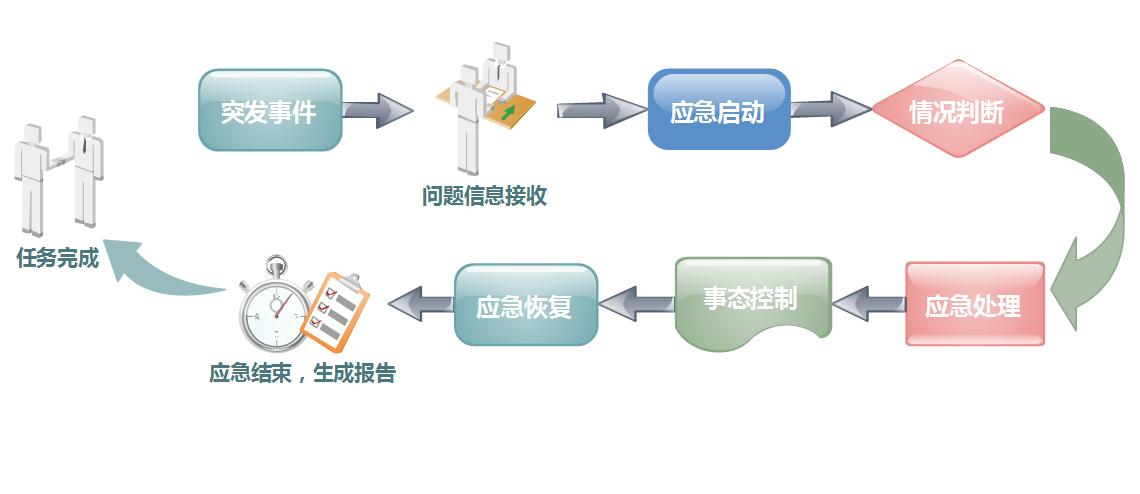 突发事件
问题信息接收
应急启动
情况判断
应急处理
事态控制
应急恢复
应急结束，生成报告
任务完成